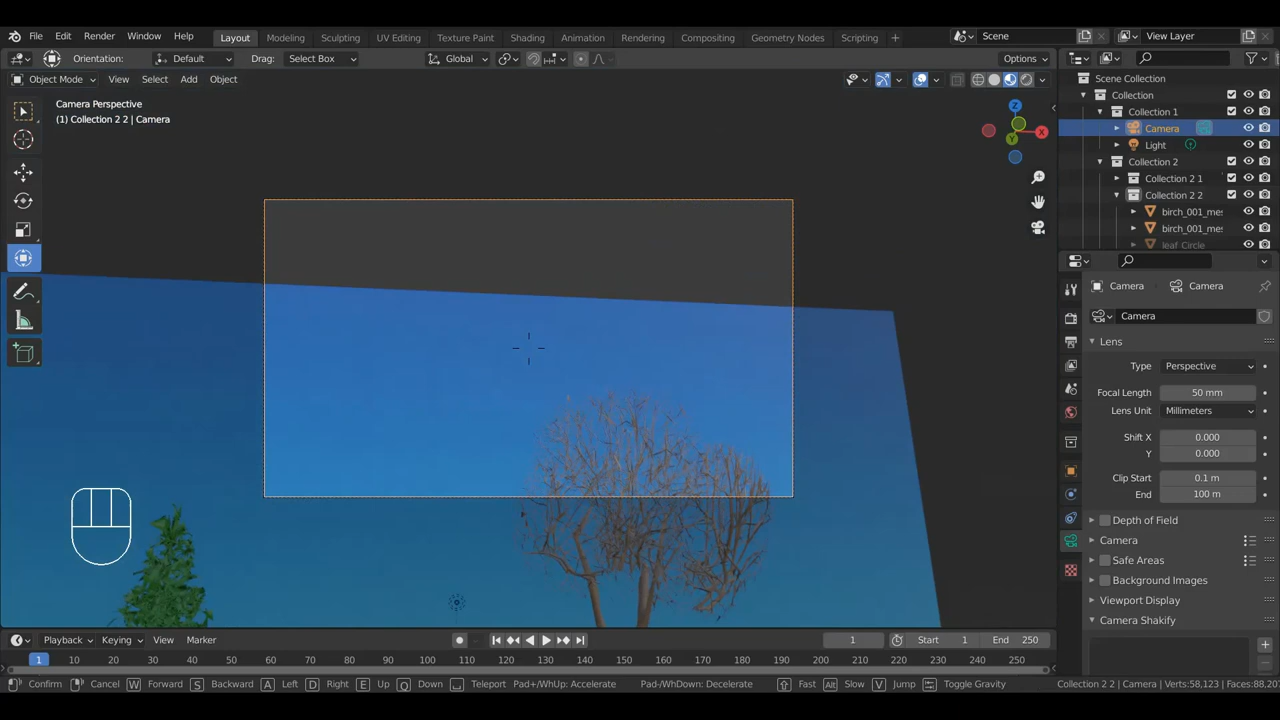 File Edit Render Window Help Layout Modeling Sculpting UV Editing Texture Paint Shading Animation Rendering Compositing Geometry Nodes Scripting + Scene View Layer
Orientation: Default Drag: Select Box Global Options
Object Mode View Select Add Object
Camera Perspective
(1) Collection 2 2 | Camera
Z
X
Y
Scene Collection
Collection
Collection 1
Camera
Light
Collection 2
Collection 2 1
Collection 2 2
birch_001_mes
birch_001_mes
leaf Circle
Camera Camera
Camera
Lens
Type Perspective
Focal Length 50 mm
Lens Unit Millimeters
Shift X 0.000
Y 0.000
Clip Start 0.1 m
End 100 m
Depth of Field
Camera
Safe Areas
Background Images
Viewport Display
Camera Shakify
Playback Keying View Marker 1 Start 1 End 250
1 10 20 30 40 50 60 70 80 90 100 110 120 130 140 150 160 170 180 190 200 210 220 230 240 250
Confirm Cancel W Forward S Backward A Left D Right E Up Q Down Teleport Pad+/WhUp: Accelerate Pad-/WhDown: Decelerate Fast Alt Slow V Jump Toggle Gravity Collection 2 2 | Camera | Verts:58,123 | Faces:88,207